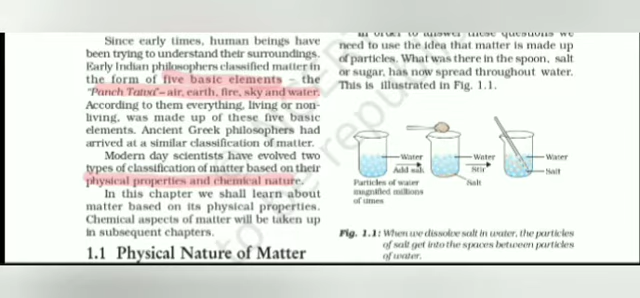 Since early times, human beings have
been trying to understand their surroundings.
Early Indian philosophers classified matter in
the form of five basic elements – the
“Panch Tatva”– air, earth, fire, sky and water.
According to them everything, living or non-
living, was made up of these five basic
elements. Ancient Greek philosophers had
arrived at a similar classification of matter.
Modern day scientists have evolved two
types of classification of matter based on their
physical properties and chemical nature.
In this chapter we shall learn about
matter based on its physical properties.
Chemical aspects of matter will be taken up
in subsequent chapters.
1.1 Physical Nature of Matter
in order to answer these questions we
need to use the idea that matter is made up
of particles. What was there in the spoon, salt
or sugar, has now spread throughout water.
This is illustrated in Fig. 1.1.
Water
Add salt
Water
Stir
Salt
Water
Salt
Particles of water
magnified millions
of times
Fig. 1.1: When we dissolve salt in water, the particles
of salt get into the spaces between particles
of water.